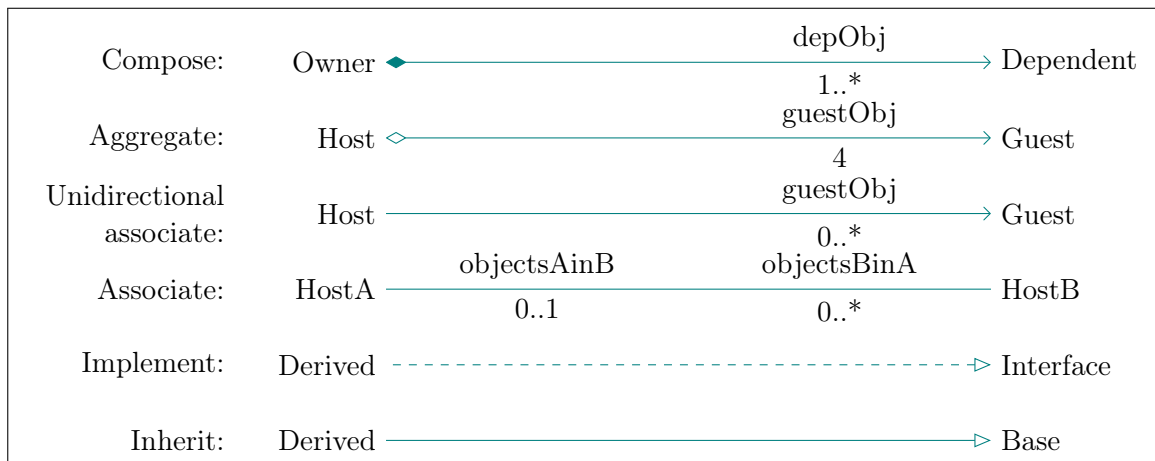 depObj
Compose: Owner Dependent
1..*
guestObj
Aggregate: Host Guest
4
Unidirectional
associate:
guestObj
Host Guest
0..*
objectsAinB objectsBinA
Associate: HostA HostB
0..1 0..*
Implement: Derived Interface
Inherit: Derived Base